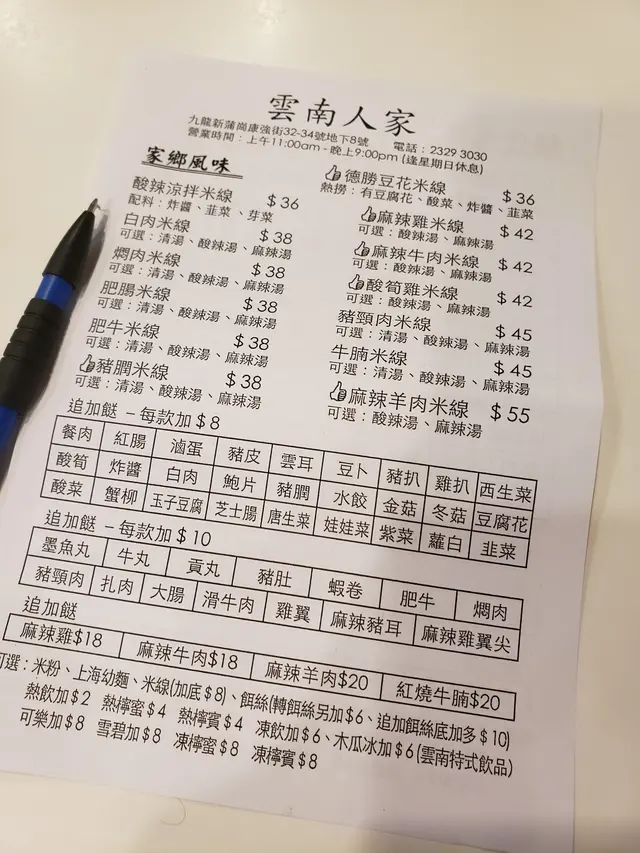 雲南人家
九龍新蒲崗康強街32-34號地下8號 電話：2329 3030
營業時間：上午11:00am - 晚上9:00pm (逢星期日休息)
家鄉風味
酸辣涼拌米線 $36
配料：炸醬、韭菜、芽菜
白肉米線 $38
可選：清湯、酸辣湯、麻辣湯
燜肉米線 $38
可選：清湯、酸辣湯、麻辣湯
肥腸米線 $38
可選：清湯、酸辣湯、麻辣湯
肥牛米線 $38
可選：清湯、酸辣湯、麻辣湯
豬膶米線 $38
可選：清湯、酸辣湯、麻辣湯
德勝豆花米線 $36
熱撈：有豆腐花、酸菜、炸醬、韭菜
麻辣雞米線 $42
可選：酸辣湯、麻辣湯
麻辣牛肉米線 $42
可選：酸辣湯、麻辣湯
酸筍雞米線 $42
可選：酸辣湯、麻辣湯
豬頸肉米線 $45
可選：清湯、酸辣湯、麻辣湯
牛腩米線 $45
可選：清湯、酸辣湯、麻辣湯
麻辣羊肉米線 $55
可選：酸辣湯、麻辣湯
追加餸 - 每款加 $8
餐肉 紅腸 滷蛋 豬皮 雲耳 豆卜 豬扒 雞扒 西生菜
酸筍 炸醬 白肉 鮑片 豬膶 水餃 金菇 冬菇 豆腐花
酸菜 蟹柳 玉子豆腐 芝士腸 唐生菜 娃娃菜 紫菜 蘿白 韭菜
追加餸 - 每款加 $10
墨魚丸 牛丸 貢丸 豬肚 蝦卷 肥牛 燜肉
豬頸肉 扎肉 大腸 滑牛肉 雞翼 麻辣豬耳 麻辣雞翼尖
追加餸
麻辣雞$18 麻辣牛肉$18 麻辣羊肉$20 紅燒牛腩$20
可選：米粉、上海幼麵、米線(加底$8)、餌絲(轉餌絲另加$6、追加餌絲底加多$10)
熱飲加$2 熱檸蜜$4 熱檸賓$4 凍飲加$6、木瓜冰加$6(雲南特式飲品)
可樂加$8 雪碧加$8 凍檸蜜$8 凍檸賓$8